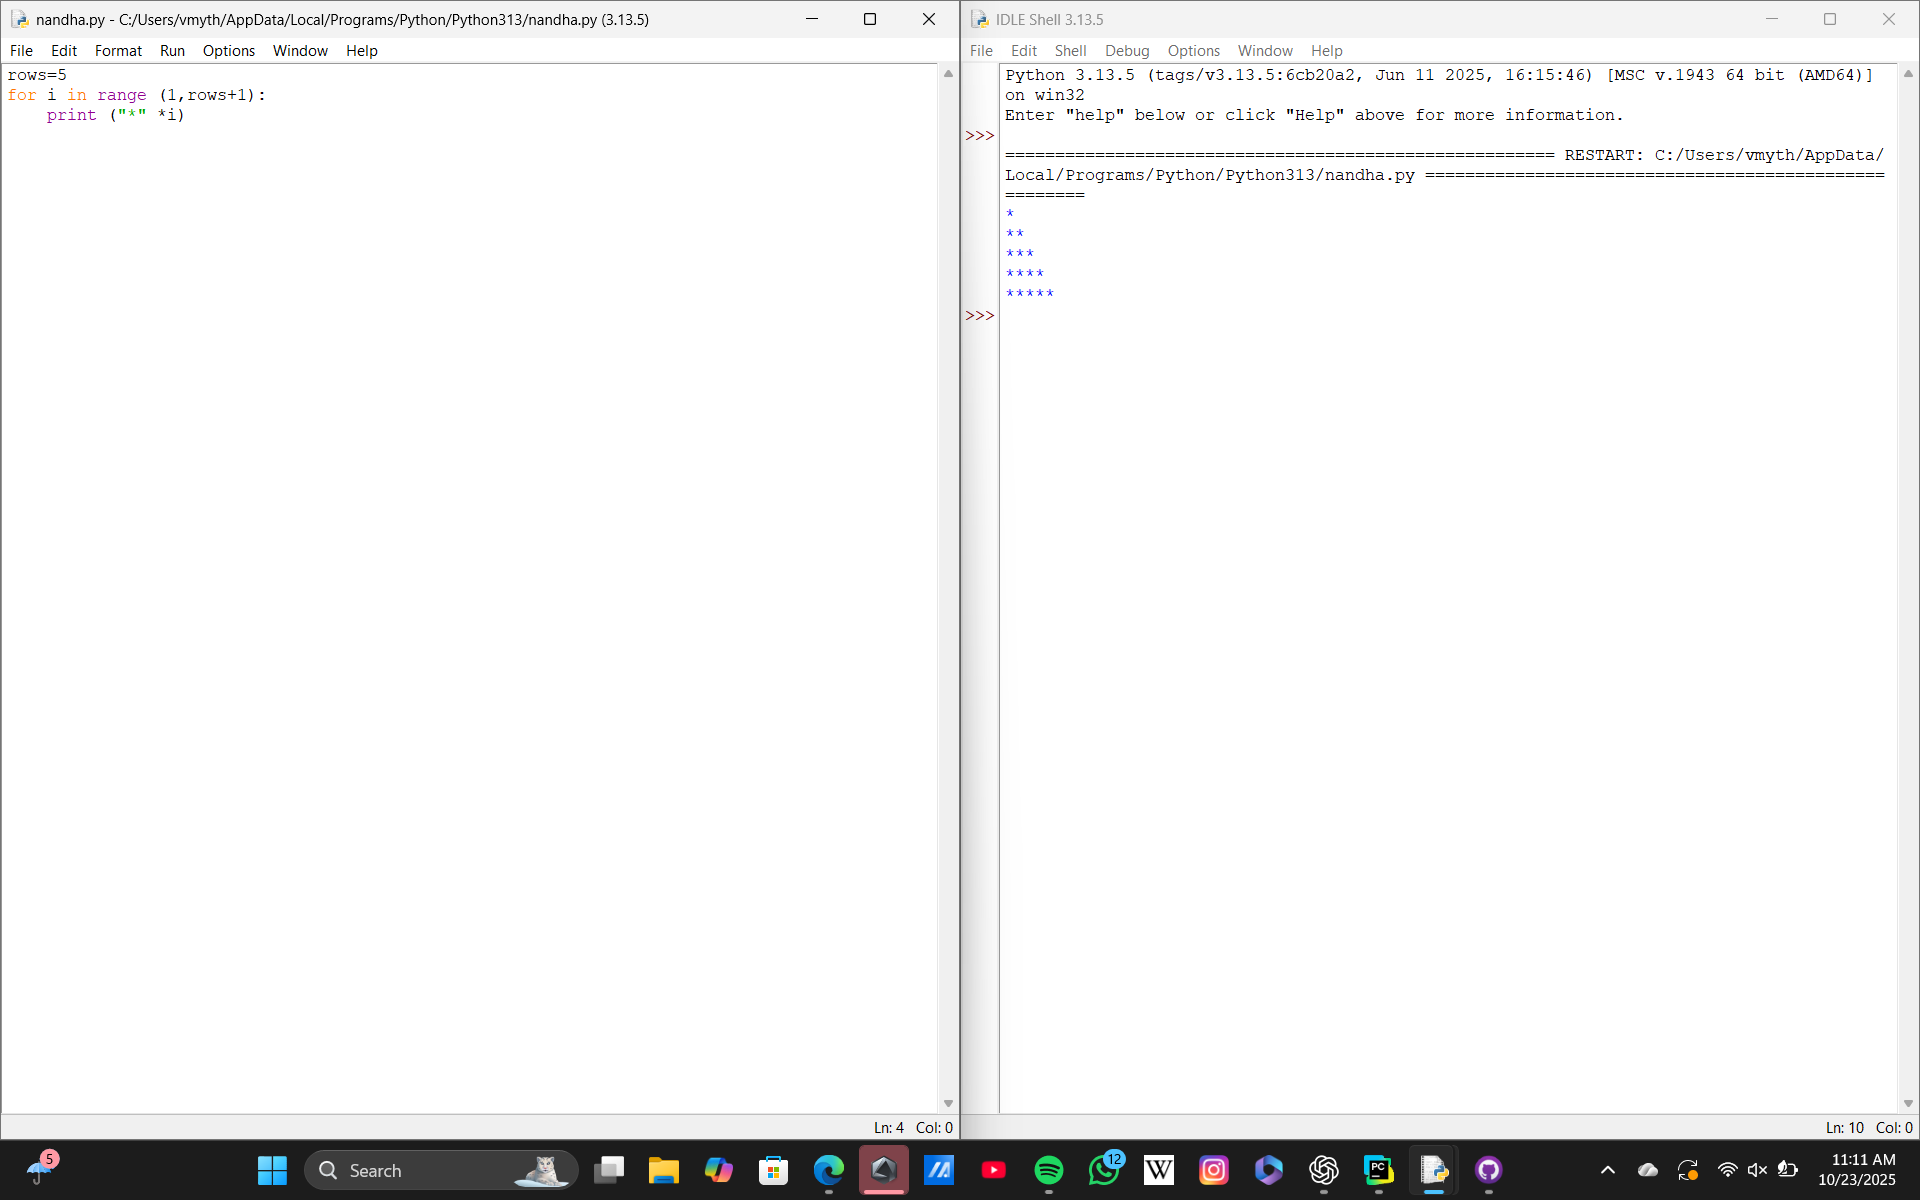 nandha.py - C:/Users/vmyth/AppData/Local/Programs/Python/Python313/nandha.py (3.13.5)
File Edit Format Run Options Window Help
rows=5
for i in range (1,rows+1):
    print ("*" *i)
Ln: 4 Col: 0
IDLE Shell 3.13.5
File Edit Shell Debug Options Window Help
Python 3.13.5 (tags/v3.13.5:6cb20a2, Jun 11 2025, 16:15:46) [MSC v.1943 64 bit (AMD64)]
on win32
Enter "help" below or click "Help" above for more information.
>>>
======================================================= RESTART: C:/Users/vmyth/AppData/
Local/Programs/Python/Python313/nandha.py ==============================================
========
*
**
***
****
*****
>>>
Ln: 10 Col: 0
5
Search
12
W
PC
11:11 AM
10/23/2025